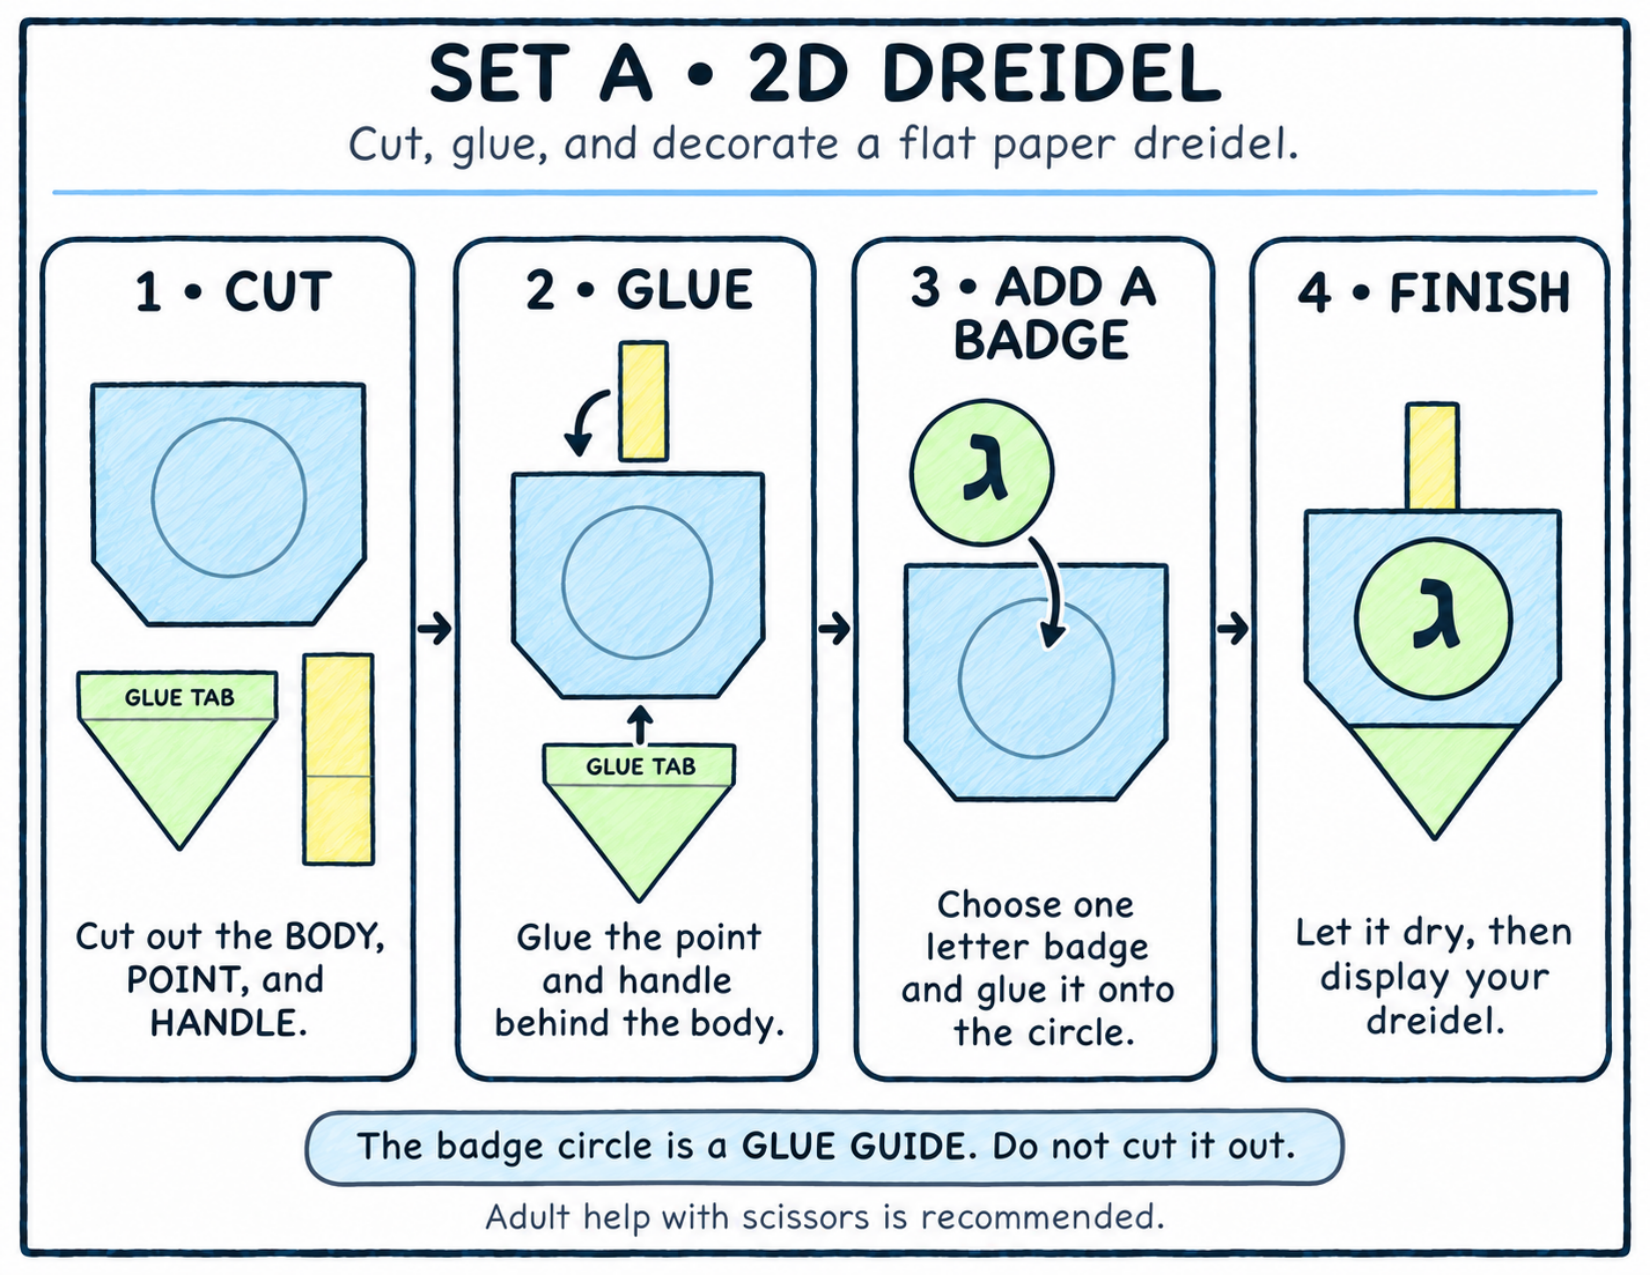 SET A • 2D DREIDEL
Cut, glue, and decorate a flat paper dreidel.
1 • CUT
GLUE TAB
Cut out the BODY,
POINT, and
HANDLE.
2 • GLUE
GLUE TAB
Glue the point
and handle
behind the body.
3 • ADD A
BADGE
ג
Choose one
letter badge
and glue it onto
the circle.
4 • FINISH
ג
Let it dry, then
display your
dreidel.
The badge circle is a GLUE GUIDE. Do not cut it out.
Adult help with scissors is recommended.